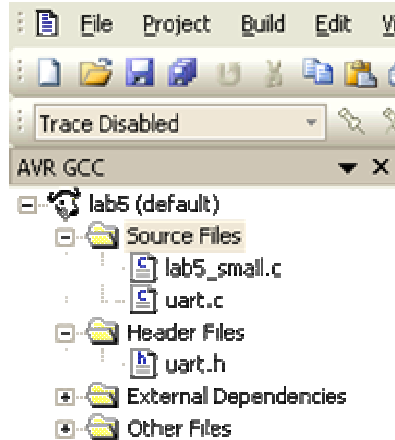 File Project Build Edit
Trace Disabled
AVR GCC
lab5 (default)
Source Files
lab5_small.c
uart.c
Header Files
uart.h
External Dependencies
Other Files